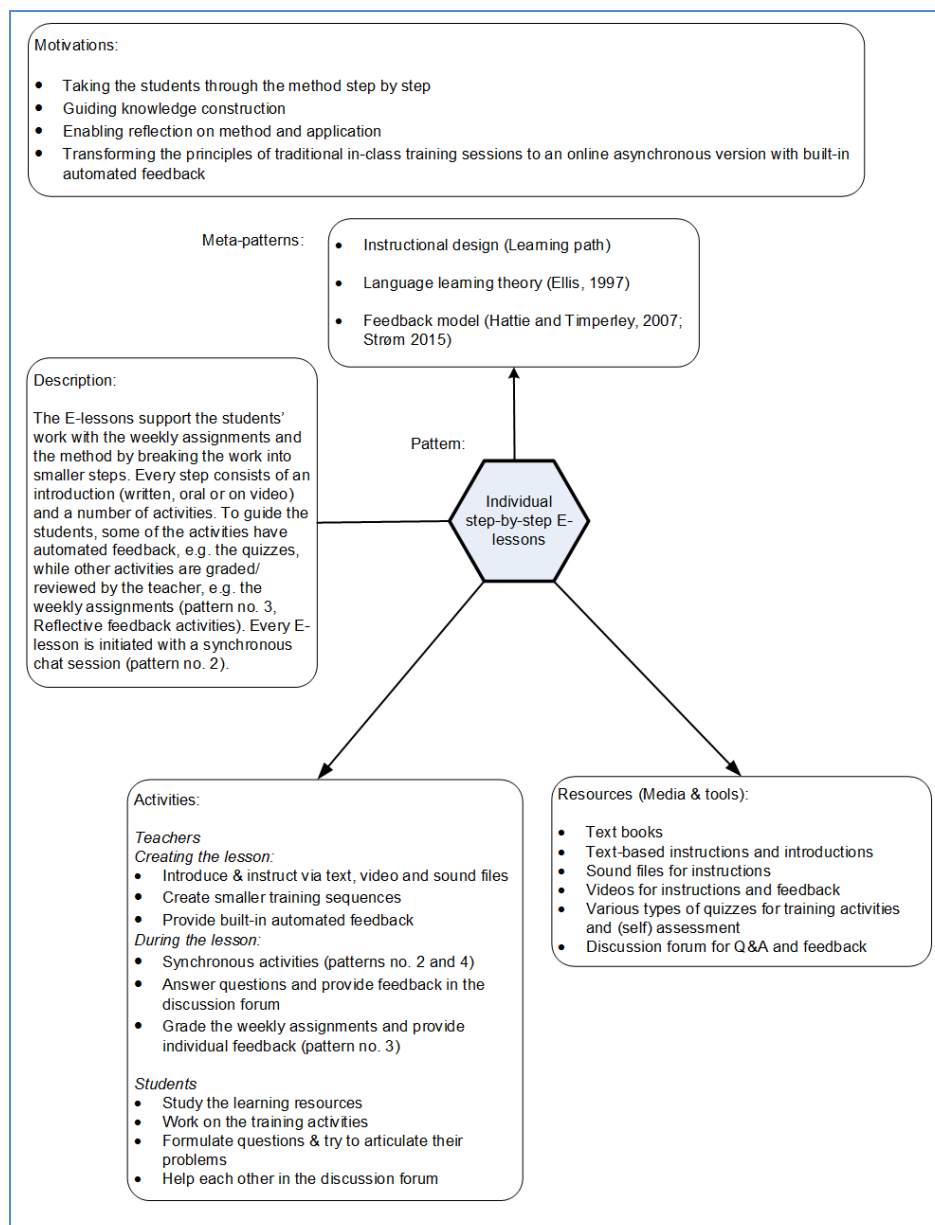 Motivations:
● Taking the students through the method step by step
● Guiding knowledge construction
● Enabling reflection on method and application
● Transforming the principles of traditional in-class training sessions to an online asynchronous version with built-in
automated feedback
Meta-patterns:
● Instructional design (Learning path)
● Language learning theory (Ellis, 1997)
● Feedback model (Hattie and Timperley, 2007;
Strøm 2015)
Description:
The E-lessons support the students’
work with the weekly assignments and
the method by breaking the work into
smaller steps. Every step consists of an
introduction (written, oral or on video)
and a number of activities. To guide the
students, some of the activities have
automated feedback, e.g. the quizzes,
while other activities are graded/
reviewed by the teacher, e.g. the
weekly assignments (pattern no. 3,
Reflective feedback activities). Every E-
lesson is initiated with a synchronous
chat session (pattern no. 2).
Pattern:
Individual
step-by-step E-
lessons
Activities:
Teachers
Creating the lesson:
● Introduce & instruct via text, video and sound files
● Create smaller training sequences
● Provide built-in automated feedback
During the lesson:
● Synchronous activities (patterns no. 2 and 4)
● Answer questions and provide feedback in the
discussion forum
● Grade the weekly assignments and provide
individual feedback (pattern no. 3)
Students
● Study the learning resources
● Work on the training activities
● Formulate questions & try to articulate their
problems
● Help each other in the discussion forum
Resources (Media & tools):
● Text books
● Text-based instructions and introductions
● Sound files for instructions
● Videos for instructions and feedback
● Various types of quizzes for training activities
and (self) assessment
● Discussion forum for Q&A and feedback